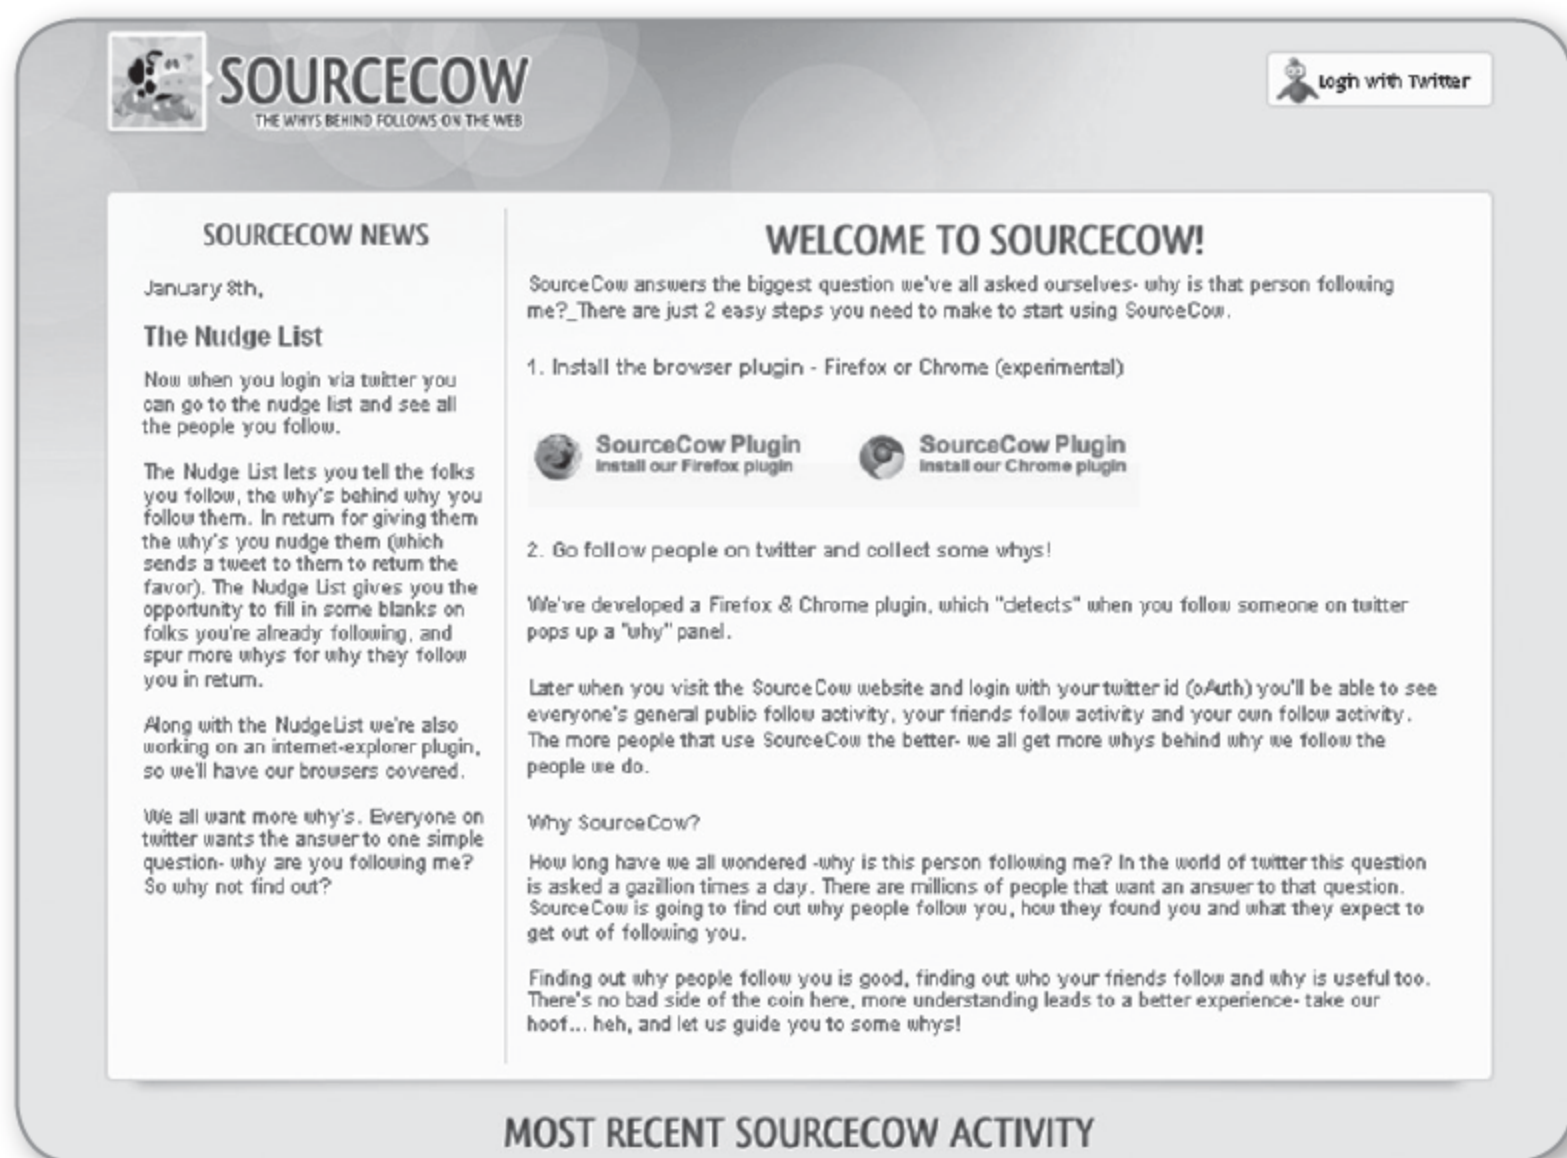 SOURCECOW
THE WHYS BEHIND FOLLOWS ON THE WEB
Login with Twitter
SOURCECOW NEWS
January 8th,
The Nudge List
Now when you login via twitter you
can go to the nudge list and see all
the people you follow.
The Nudge List lets you tell the folks
you follow, the why's behind why you
follow them. In return for giving them
the why's you nudge them (which
sends a tweet to them to return the
favor). The Nudge List gives you the
opportunity to fill in some blanks on
folks you're already following, and
spur more whys for why they follow
you in return.
Along with the NudgeList we're also
working on an internet-explorer plugin,
so we'll have our browsers covered.
We all want more why's. Everyone on
twitter wants the answer to one simple
question- why are you following me?
So why not find out?
WELCOME TO SOURCECOW!
SourceCow answers the biggest question we've all asked ourselves- why is that person following
me?_There are just 2 easy steps you need to make to start using SourceCow.
1. Install the browser plugin - Firefox or Chrome (experimental)
SourceCow Plugin
Install our Firefox plugin
SourceCow Plugin
Install our Chrome plugin
2. Go follow people on twitter and collect some whys!
We've developed a Firefox & Chrome plugin, which "detects" when you follow someone on twitter
pops up a "why" panel.
Later when you visit the SourceCow website and login with your twitter id (oAuth) you'll be able to see
everyone's general public follow activity, your friends follow activity and your own follow activity.
The more people that use SourceCow the better- we all get more whys behind why we follow the
people we do.
Why SourceCow?
How long have we all wondered -why is this person following me? In the world of twitter this question
is asked a gazillion times a day. There are millions of people that want an answer to that question.
SourceCow is going to find out why people follow you, how they found you and what they expect to
get out of following you.
Finding out why people follow you is good, finding out who your friends follow and why is useful too.
There's no bad side of the coin here, more understanding leads to a better experience- take our
hoof... heh, and let us guide you to some whys!
MOST RECENT SOURCECOW ACTIVITY